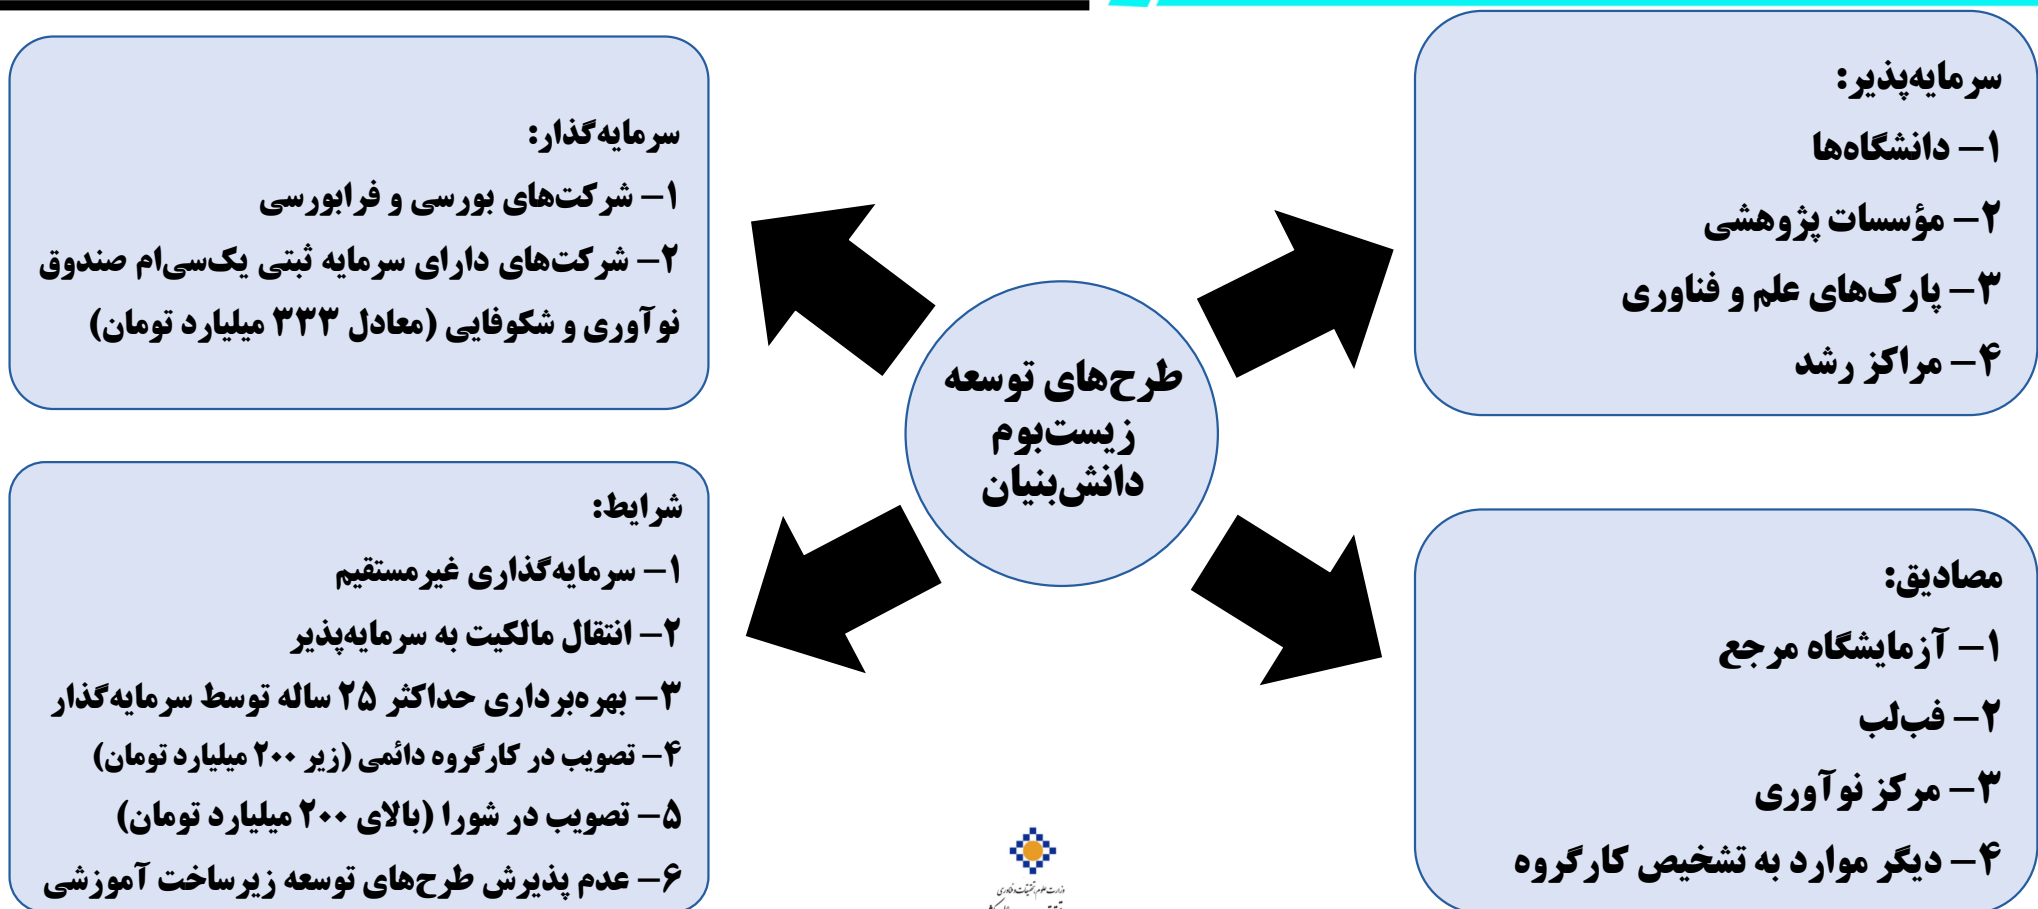 سرمایه‌پذیر:
۱- دانشگاه‌ها
۲- مؤسسات پژوهشی
۳- پارک‌های علم و فناوری
۴- مراکز رشد
سرمایه‌گذار:
۱- شرکت‌های بورسی و فرابورسی
۲- شرکت‌های دارای سرمایه ثبتی یک‌سی‌ام صندوق
نوآوری و شکوفایی (معادل ۳۳۳ میلیارد تومان)
طرح‌های توسعه
زیست‌بوم
دانش‌بنیان
مصادیق:
۱- آزمایشگاه مرجع
۲- فب‌لب
۳- مرکز نوآوری
۴- دیگر موارد به تشخیص کارگروه
شرایط:
۱- سرمایه‌گذاری غیرمستقیم
۲- انتقال مالکیت به سرمایه‌پذیر
۳- بهره‌برداری حداکثر ۲۵ ساله توسط سرمایه‌گذار
۴- تصویب در کارگروه دائمی (زیر ۲۰۰ میلیارد تومان)
۵- تصویب در شورا (بالای ۲۰۰ میلیارد تومان)
۶- عدم پذیرش طرح‌های توسعه زیرساخت آموزشی
وزارت علوم، تحقیقات و فناوری